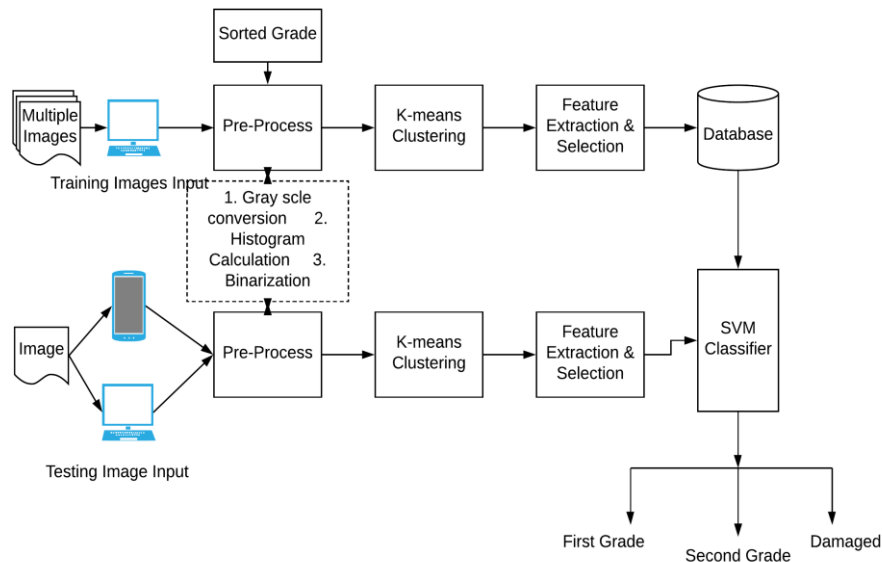 Sorted Grade
Multiple
Images
Pre-Process
K-means
Clustering
Feature
Extraction &
Selection
Database
Training Images Input
1. Gray scle
conversion 2.
Histogram
Calculation 3.
Binarization
Image
Pre-Process
K-means
Clustering
Feature
Extraction &
Selection
SVM
Classifier
Testing Image Input
First Grade
Second Grade
Damaged